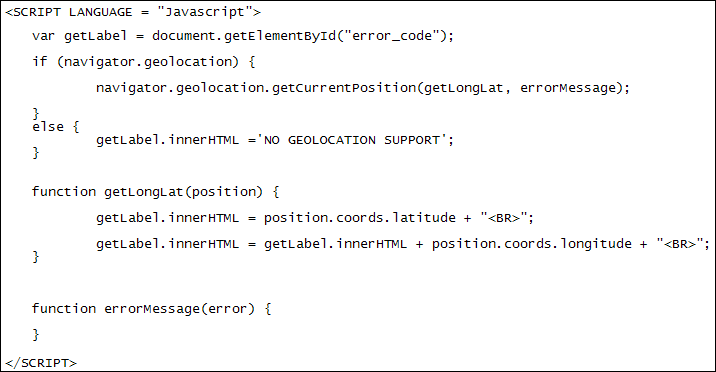 <SCRIPT LANGUAGE = "Javascript">
var getLabel = document.getElementById("error_code");
if (navigator.geolocation) {
navigator.geolocation.getCurrentPosition(getLongLat, errorMessage);
}
else {
getLabel.innerHTML ='NO GEOLOCATION SUPPORT';
}
function getLongLat(position) {
getLabel.innerHTML = position.coords.latitude + "<BR>";
getLabel.innerHTML = getLabel.innerHTML + position.coords.longitude + "<BR>";
}
function errorMessage(error) {
}
</SCRIPT>